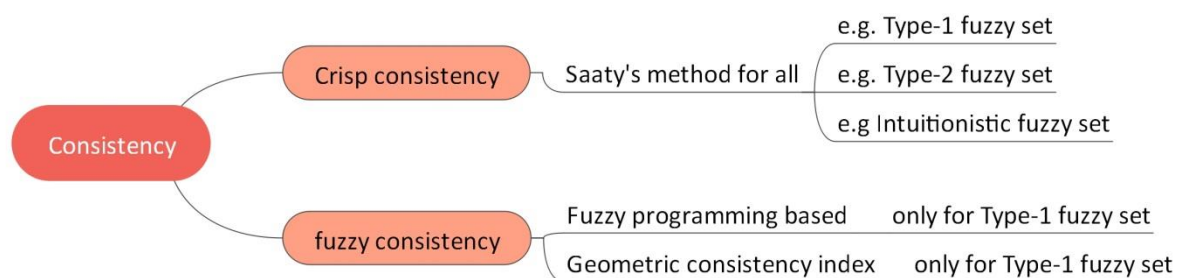 Consistency
Crisp consistency
Saaty's method for all
e.g. Type-1 fuzzy set
e.g. Type-2 fuzzy set
e.g Intuitionistic fuzzy set
fuzzy consistency
Fuzzy programming based only for Type-1 fuzzy set
Geometric consistency index only for Type-1 fuzzy set